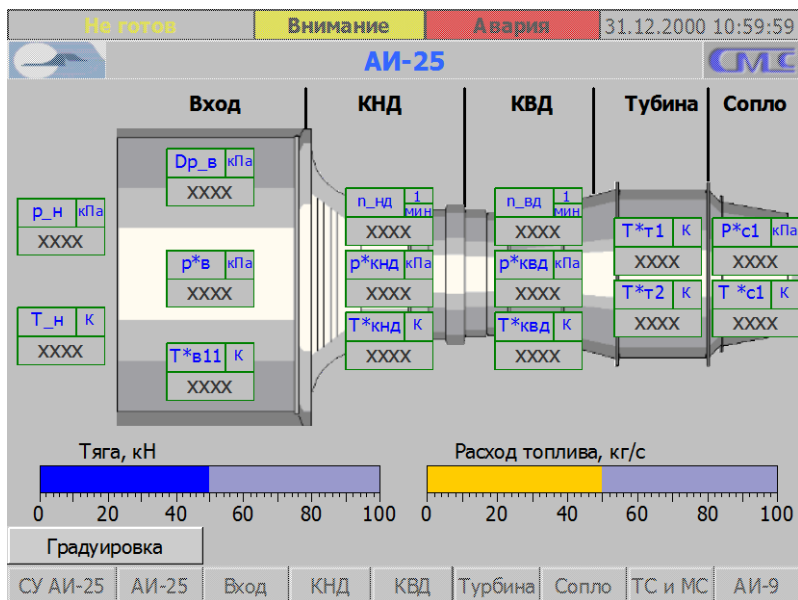 Не готов Внимание Авария 31.12.2000 10:59:59
АИ-25 СМС
Вход КНД КВД Тубина Сопло
Dp_в кПа
XXXX
p_н кПа
XXXX
n_нд 1 мин
XXXX
n_вд 1 мин
XXXX
T*т1 К
XXXX
P*c1 кПа
XXXX
p*в кПа
XXXX
p*кнд кПа
XXXX
p*квд кПа
XXXX
T*т2 К
XXXX
T *c1 К
XXXX
T_н К
XXXX
T*в11 К
XXXX
T*кнд К
XXXX
T*квд К
XXXX
Тяга, кН Расход топлива, кг/с
0 20 40 60 80 100 0 20 40 60 80 100
Градуировка
СУ АИ-25 АИ-25 Вход КНД КВД Турбина Сопло ТС и МС АИ-9